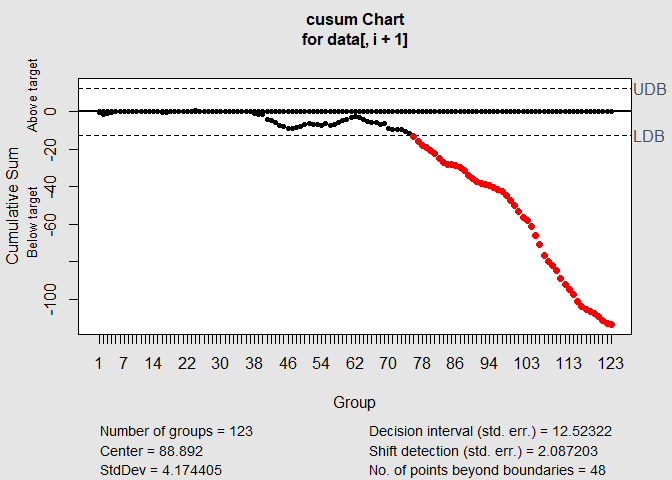 cusum Chart
for data[, i + 1]
Cumulative Sum
Above target
Below target
0
-20
-40
-60
-100
UDB
LDB
1 7 14 22 30 38 46 54 62 70 78 86 94 103 113 123
Group
Number of groups = 123
Center = 88.892
StdDev = 4.174405
Decision interval (std. err.) = 12.52322
Shift detection (std. err.) = 2.087203
No. of points beyond boundaries = 48